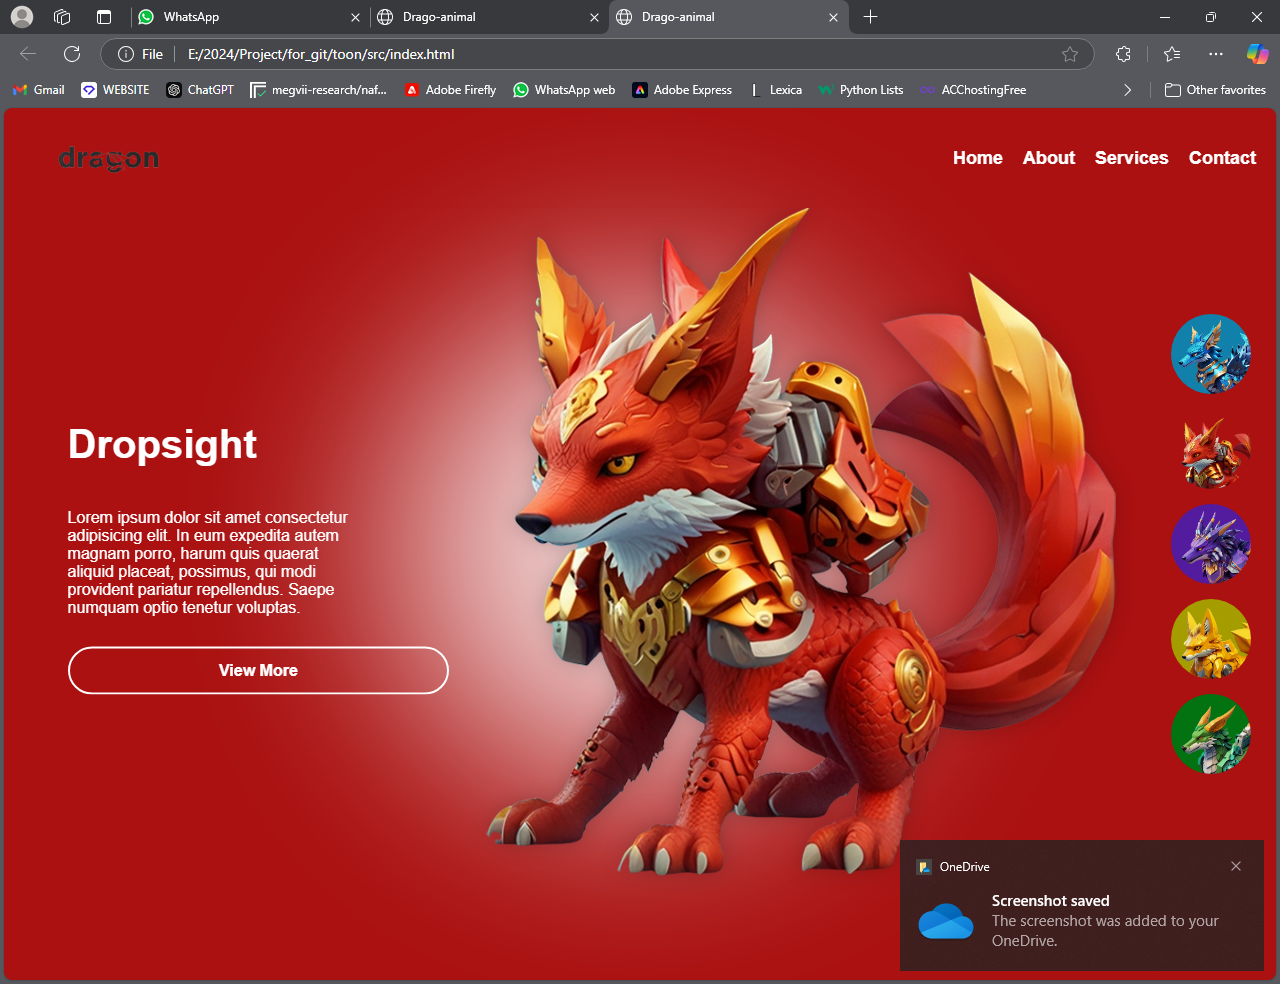 WhatsApp
Drago-animal
Drago-animal
File
E:/2024/Project/for_git/toon/src/index.html
Gmail
WEBSITE
ChatGPT
megvii-research/naf...
Adobe Firefly
WhatsApp web
Adobe Express
Lexica
Python Lists
ACChostingFree
Other favorites
dragon
Home
About
Services
Contact
Dropsight
Lorem ipsum dolor sit amet consectetur
adipisicing elit. In eum expedita autem
magnam porro, harum quis quaerat
aliquid placeat, possimus, qui modi
provident pariatur repellendus. Saepe
numquam optio tenetur voluptas.
View More
OneDrive
Screenshot saved
The screenshot was added to your
OneDrive.